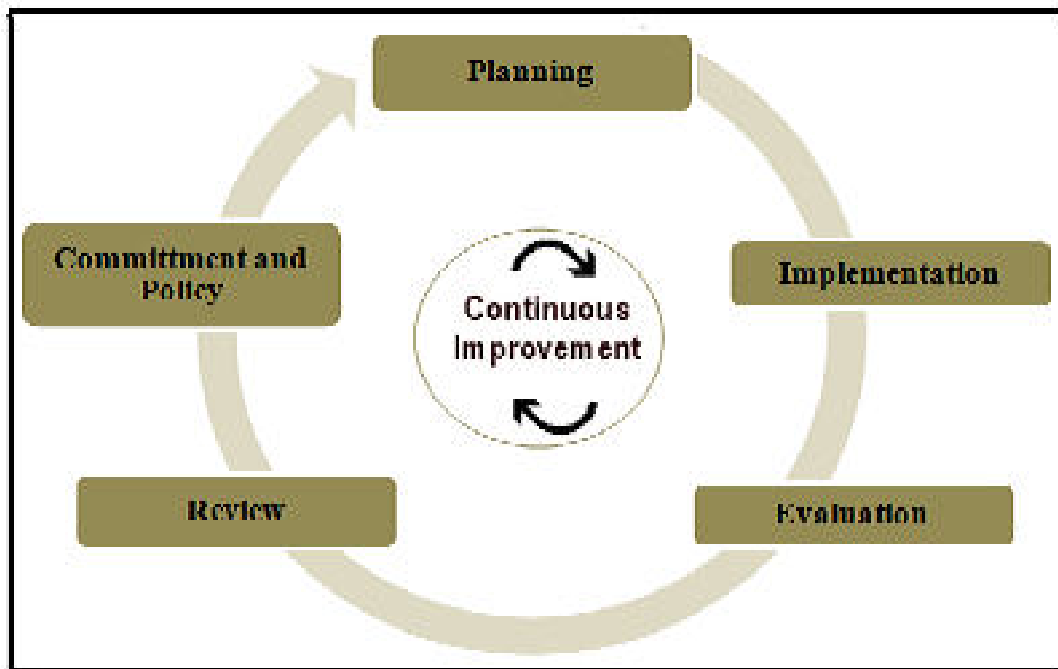 Planning
Implementation
Evaluation
Review
Committment and
Policy
Continuous
Improvement